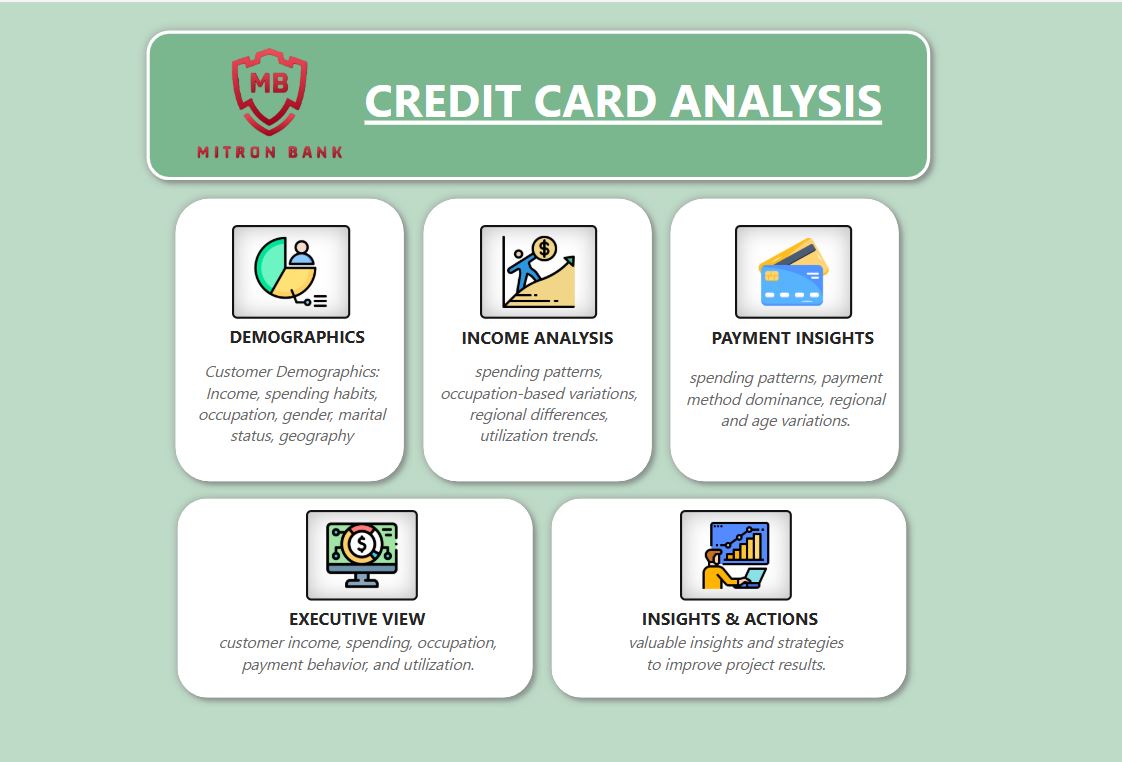 MB
MITRON BANK
CREDIT CARD ANALYSIS
DEMOGRAPHICS
Customer Demographics:
Income, spending habits,
occupation, gender, marital
status, geography
INCOME ANALYSIS
spending patterns,
occupation-based variations,
regional differences,
utilization trends.
PAYMENT INSIGHTS
spending patterns, payment
method dominance, regional
and age variations.
EXECUTIVE VIEW
customer income, spending, occupation,
payment behavior, and utilization.
INSIGHTS & ACTIONS
valuable insights and strategies
to improve project results.